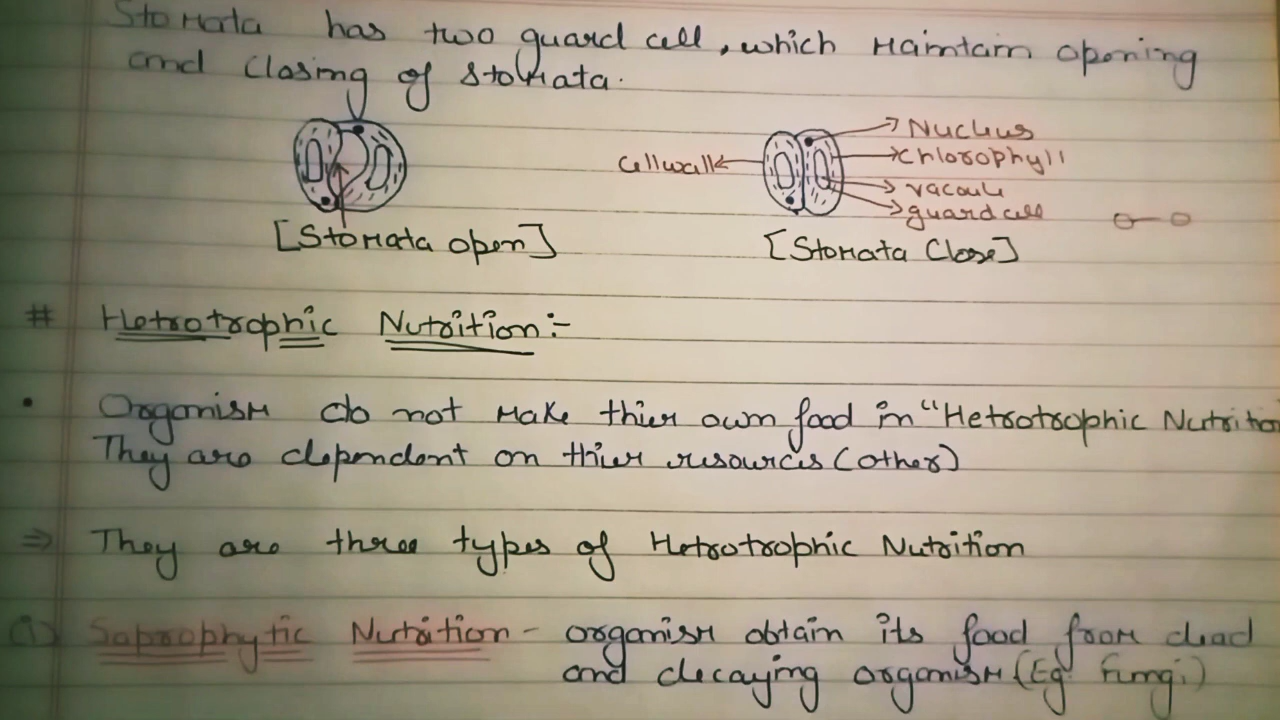 Stomata has two guard cell, which maintain opening
and closing of stomata.
Nucleus
cellwall
chlorophyll
vacoule
guard cell
[Stomata open]
[Stomata Close]
# Hetrotrophic Nutrition:-
• Organism do not make thier own food in "Hetrotrophic Nutrition
They are dependent on thier resources (other)
⇒ They are three types of Hetrotrophic Nutrition
(1) Saprophytic Nutrition - organism obtain its food from dead
and decaying organism (Eg. Fungi)